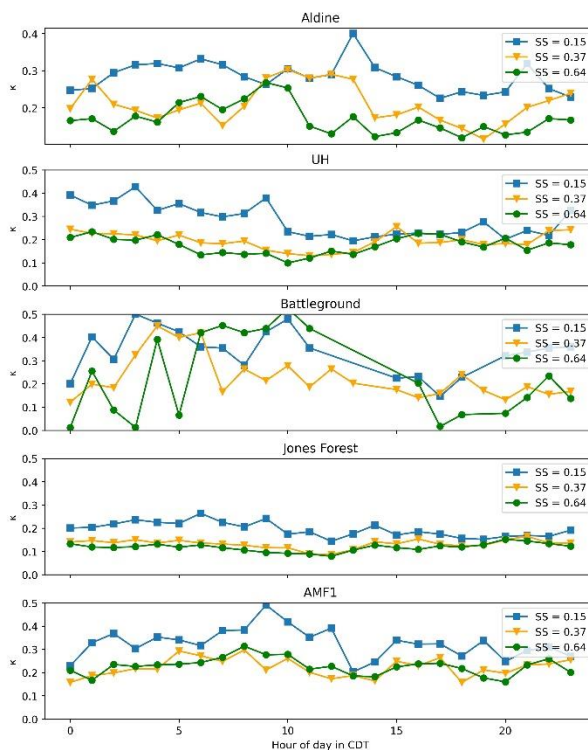 Aldine
0.4
0.3
0.2
κ
SS = 0.15
SS = 0.37
SS = 0.64
UH
0.5
0.4
0.3
0.2
0.1
0.0
κ
SS = 0.15
SS = 0.37
SS = 0.64
Battleground
0.5
0.4
0.3
0.2
0.1
0.0
κ
SS = 0.15
SS = 0.37
SS = 0.64
Jones Forest
0.5
0.4
0.3
0.2
0.1
0.0
κ
SS = 0.15
SS = 0.37
SS = 0.64
AMF1
0.5
0.4
0.3
0.2
0.1
0.0
κ
SS = 0.15
SS = 0.37
SS = 0.64
0 5 10 15 20
Hour of day in CDT